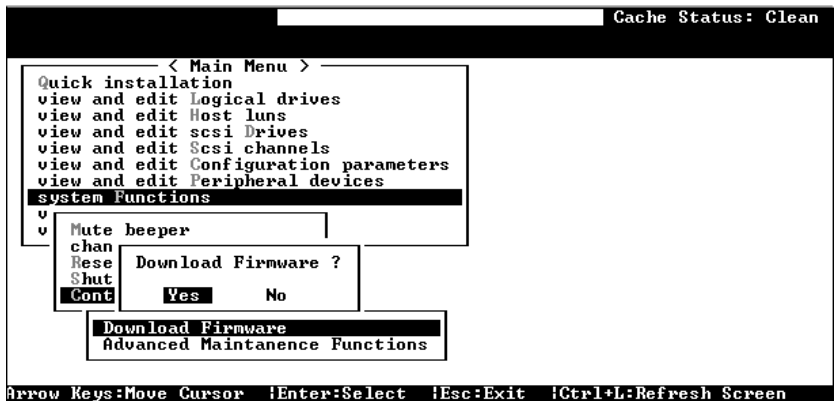 Cache Status: Clean
< Main Menu >
Quick installation
view and edit Logical drives
view and edit Host luns
view and edit scsi Drives
view and edit Scsi channels
view and edit Configuration parameters
view and edit Peripheral devices
system Functions
v
v
Mute beeper
chan
Rese
Shut
Cont
Download Firmware ?
Yes No
Download Firmware
Advanced Maintanence Functions
Arrow Keys:Move Cursor |Enter:Select |Esc:Exit |Ctrl+L:Refresh Screen